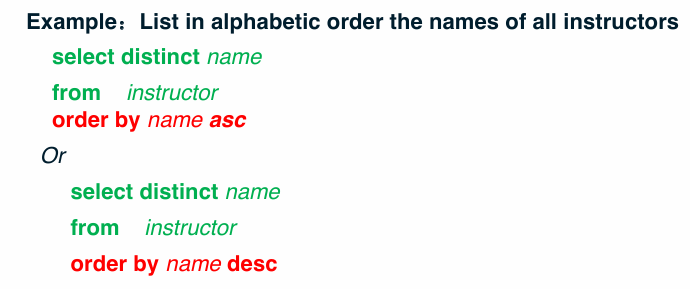 Example：List in alphabetic order the names of all instructors
select distinct name
from instructor
order by name asc
Or
select distinct name
from instructor
order by name desc